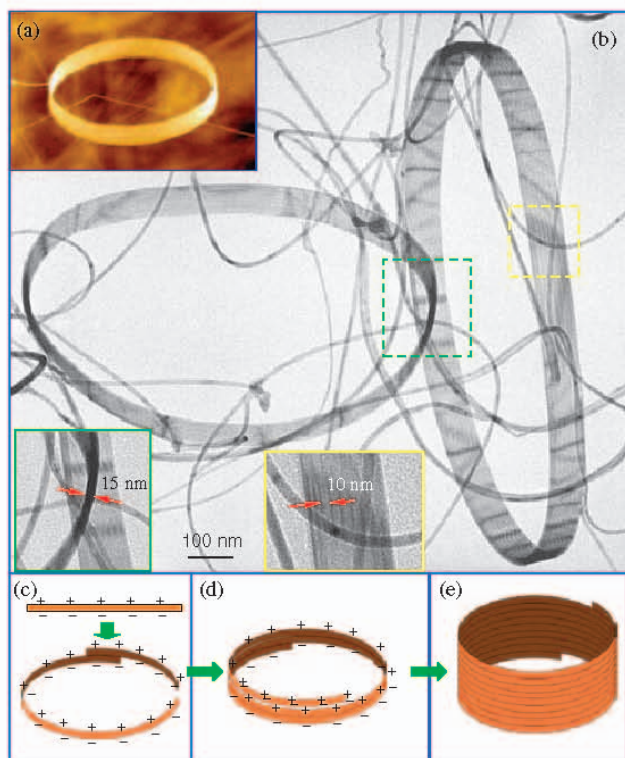 (a)
(b)
15 nm
10 nm
100 nm
(c)
+ + + + +
− − − − −
(d)
(e)